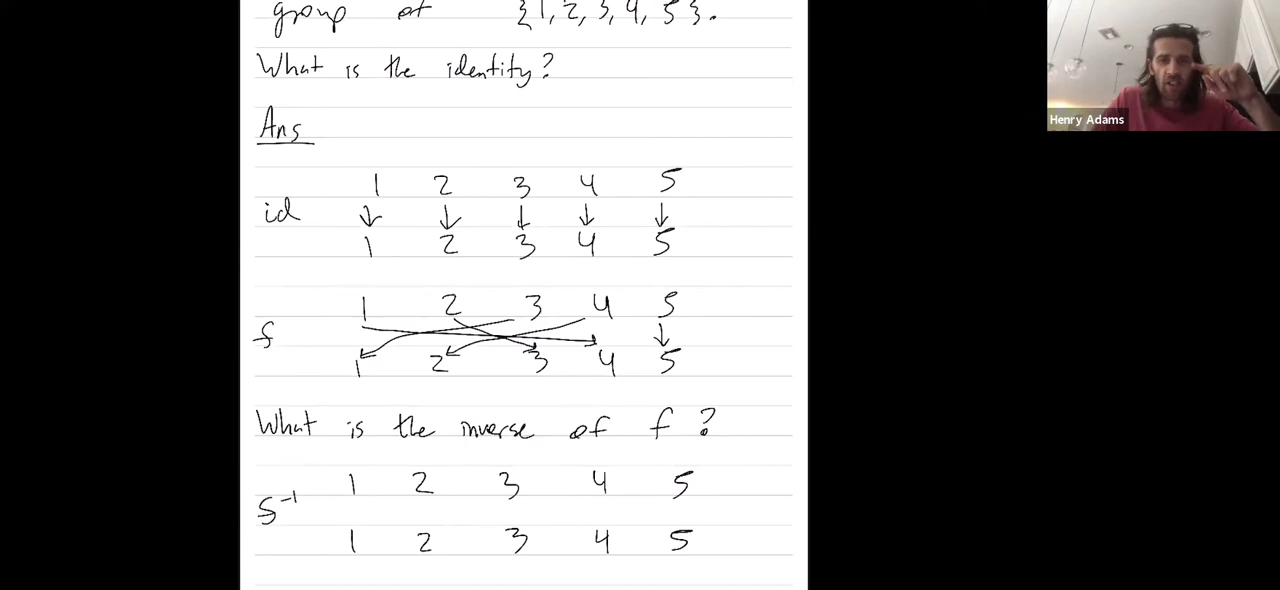 group of {1, 2, 3, 4, 5}.
What is the identity?
Ans
1 2 3 4 5
id
1 2 3 4 5
1 2 3 4 5
f
1 2 3 4 5
What is the inverse of f?
1 2 3 4 5
f⁻¹
1 2 3 4 5
Henry Adams